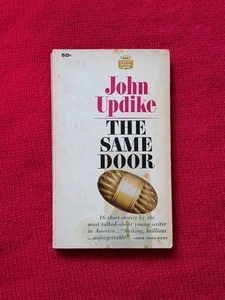 60¢
John
Updike
THE
SAME
DOOR
16 short stories by the
most talked-about young writer
in America... "Striking, brilliant
...unforgettable" —NEW YORK POST